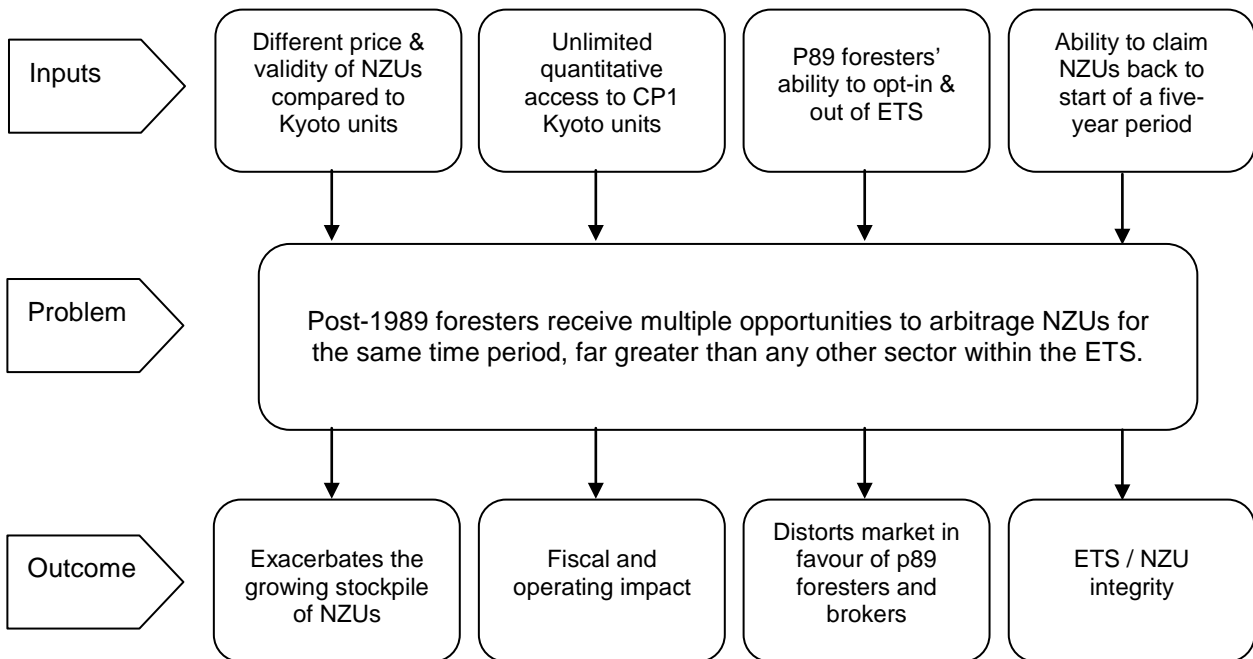 Inputs
Different price &
validity of NZUs
compared to
Kyoto units
Unlimited
quantitative
access to CP1
Kyoto units
P89 foresters'
ability to opt-in &
out of ETS
Ability to claim
NZUs back to
start of a five-
year period
Problem
Post-1989 foresters receive multiple opportunities to arbitrage NZUs for
the same time period, far greater than any other sector within the ETS.
Outcome
Exacerbates the
growing stockpile
of NZUs
Fiscal and
operating impact
Distorts market in
favour of p89
foresters and
brokers
ETS / NZU
integrity